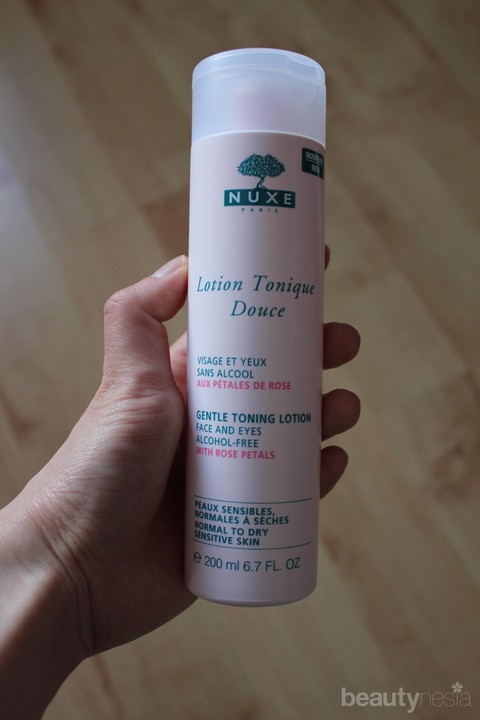 NUXE
PARIS
Lotion Tonique
Douce
VISAGE ET YEUX
SANS ALCOOL
AUX PÉTALES DE ROSE
GENTLE TONING LOTION
FACE AND EYES
ALCOHOL-FREE
WITH ROSE PETALS
PEAUX SENSIBLES,
NORMALES À SÈCHES
NORMAL TO DRY
SENSITIVE SKIN
℮ 200 ml 6.7 FL. OZ.
beautynesia